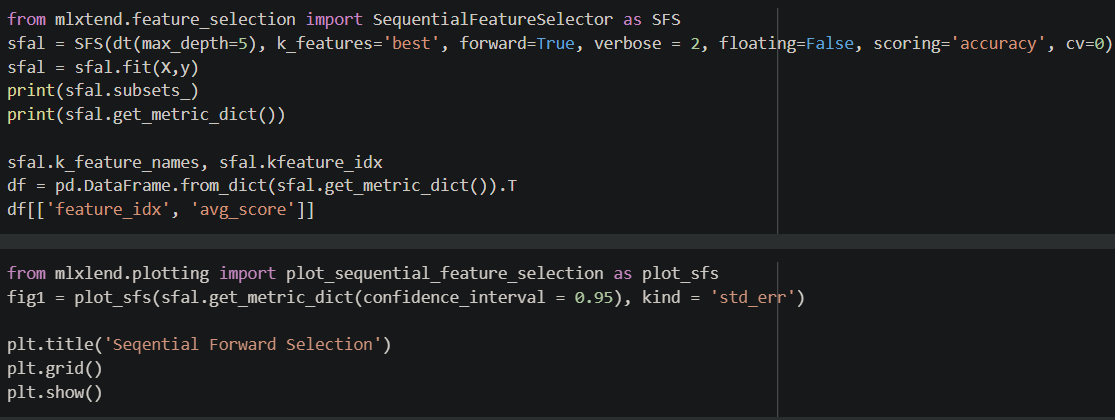 from mlxtend.feature_selection import SequentialFeatureSelector as SFS
sfal = SFS(dt(max_depth=5), k_features='best', forward=True, verbose = 2, floating=False, scoring='accuracy', cv=0)
sfal = sfal.fit(X,y)
print(sfal.subsets_)
print(sfal.get_metric_dict())
sfal.k_feature_names, sfal.kfeature_idx
df = pd.DataFrame.from_dict(sfal.get_metric_dict()).T
df[['feature_idx', 'avg_score']]
from mlxlend.plotting import plot_sequential_feature_selection as plot_sfs
fig1 = plot_sfs(sfal.get_metric_dict(confidence_interval = 0.95), kind = 'std_err')
plt.title('Seqential Forward Selection')
plt.grid()
plt.show()